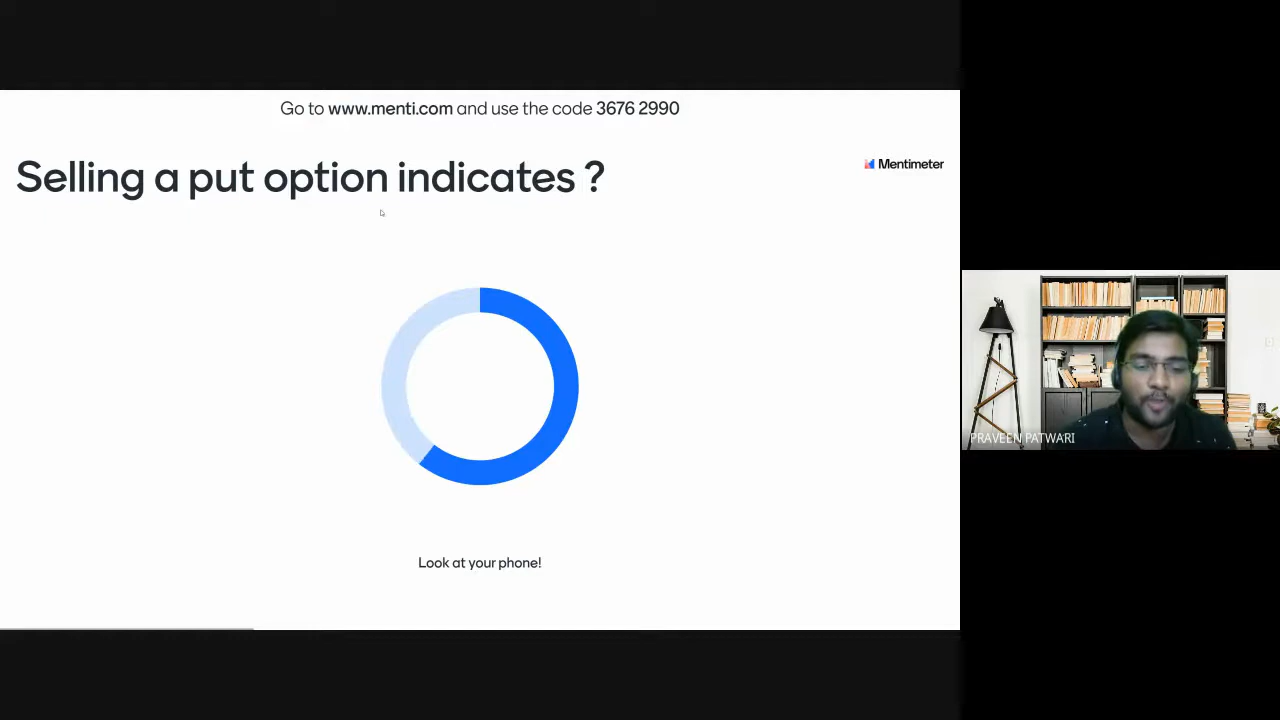 Go to www.menti.com and use the code 3676 2990
Selling a put option indicates ?
Mentimeter
PRAVEEN PATWARI
Look at your phone!